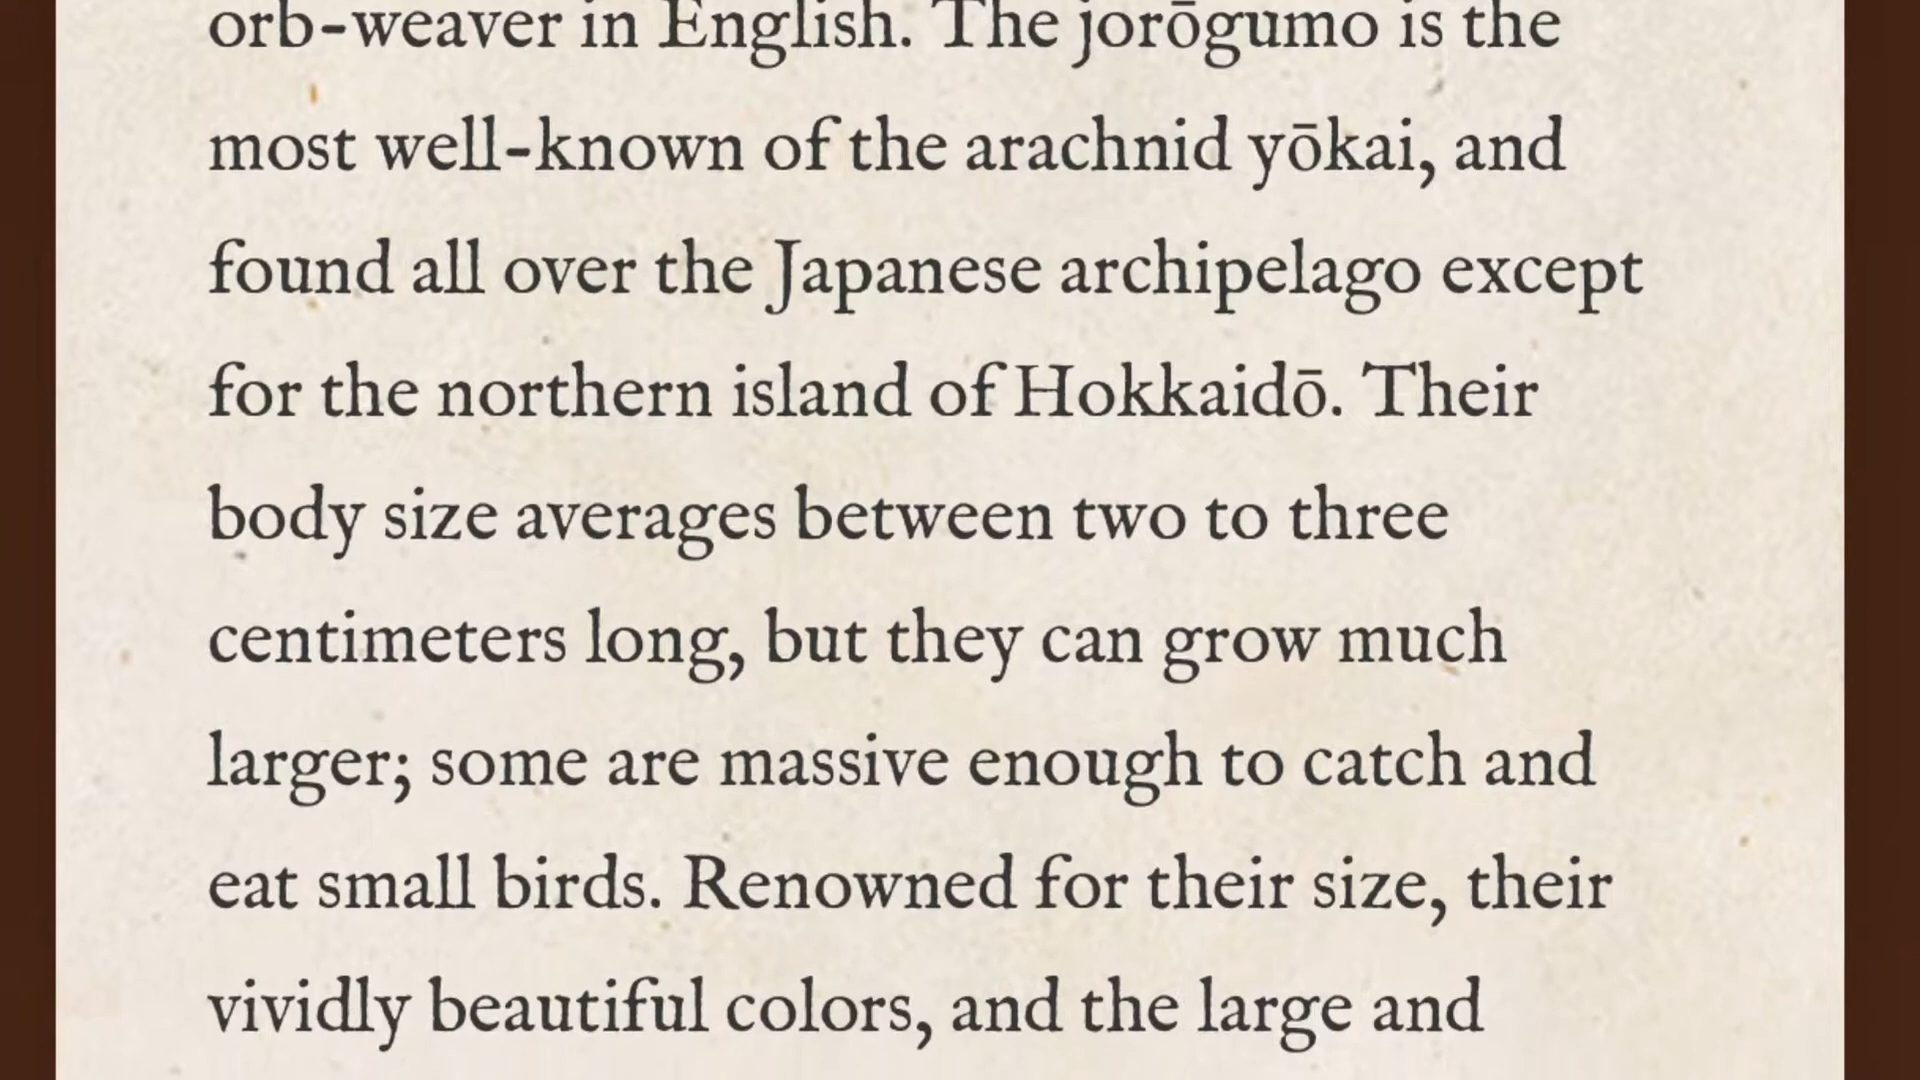 orb-weaver in English. The jorōgumo is the
most well-known of the arachnid yōkai, and
found all over the Japanese archipelago except
for the northern island of Hokkaidō. Their
body size averages between two to three
centimeters long, but they can grow much
larger; some are massive enough to catch and
eat small birds. Renowned for their size, their
vividly beautiful colors, and the large and